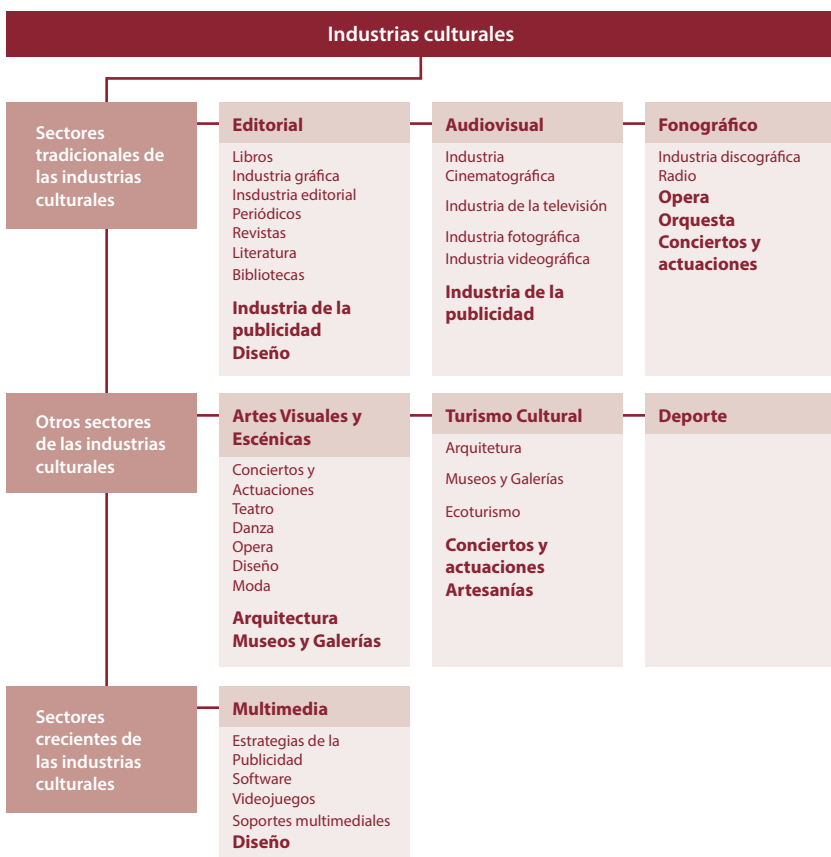 Industrias culturales
Sectores
tradicionales de
las industrias
culturales
Editorial
Libros
Industria gráfica
Insdustria editorial
Periódicos
Revistas
Literatura
Bibliotecas
Industria de la
publicidad
Diseño
Audiovisual
Industria
Cinematográfica
Industria de la televisión
Industria fotográfica
Industria videográfica
Industria de la
publicidad
Fonográfico
Industria discográfica
Radio
Opera
Orquesta
Conciertos y
actuaciones
Otros sectores
de las industrias
culturales
Artes Visuales y
Escénicas
Conciertos y
Actuaciones
Teatro
Danza
Opera
Diseño
Moda
Arquitectura
Museos y Galerías
Turismo Cultural
Arquitetura
Museos y Galerías
Ecoturismo
Conciertos y
actuaciones
Artesanías
Deporte
Sectores
crecientes de
las industrias
culturales
Multimedia
Estrategias de la
Publicidad
Software
Videojuegos
Soportes multimediales
Diseño